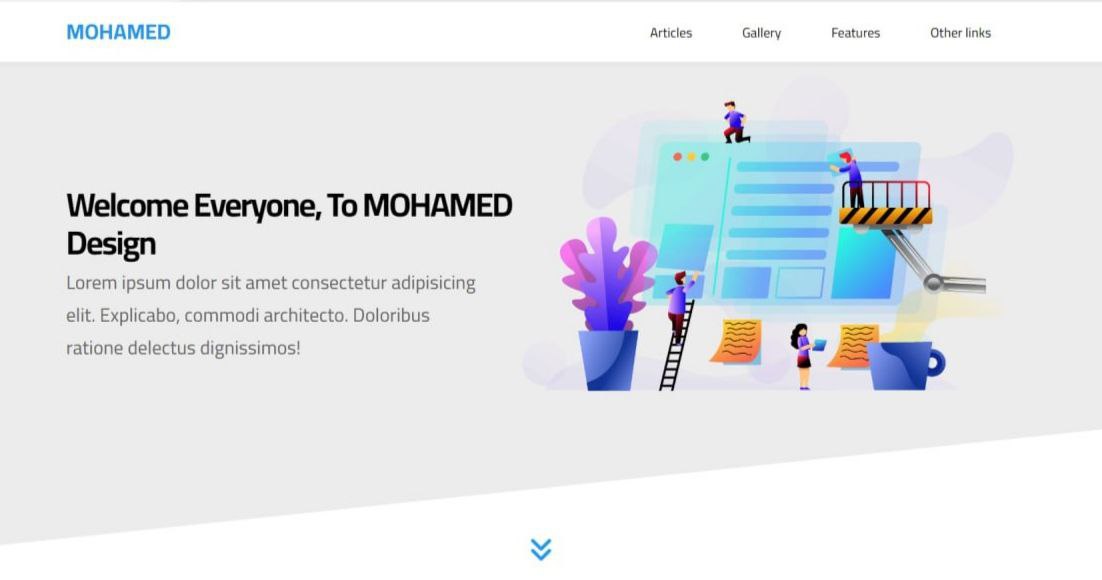 MOHAMED
Articles
Gallery
Features
Other links
Welcome Everyone, To MOHAMED
Design
Lorem ipsum dolor sit amet consectetur adipisicing
elit. Explicabo, commodi architecto. Doloribus
ratione delectus dignissimos!